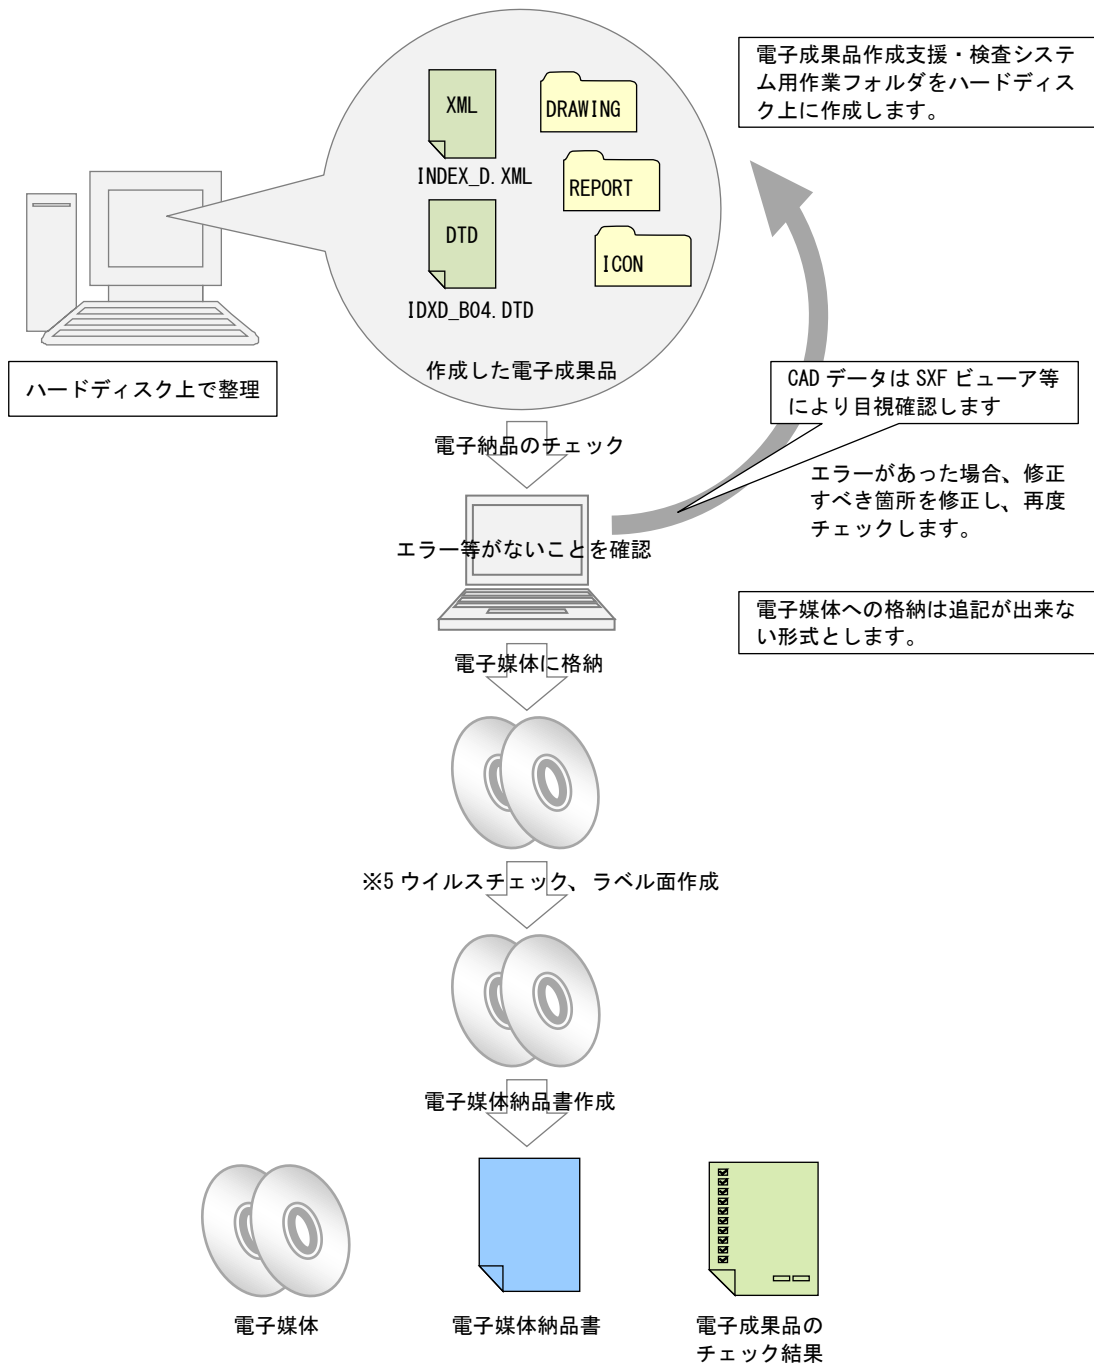 電子成果品作成支援・検査システ
ム用作業フォルダをハードディス
ク上に作成します。
XML
DRAWING
INDEX_D.XML
REPORT
DTD
ICON
IDXD_B04.DTD
作成した電子成果品
ハードディスク上で整理
CAD データは SXF ビューア等
により目視確認します
電子納品のチェック
エラーがあった場合、修正
すべき箇所を修正し、再度
チェックします。
エラー等がないことを確認
電子媒体への格納は追記が出来な
い形式とします。
電子媒体に格納
※5 ウイルスチェック、ラベル面作成
電子媒体納品書作成
電子媒体
電子媒体納品書
電子成果品の
チェック結果